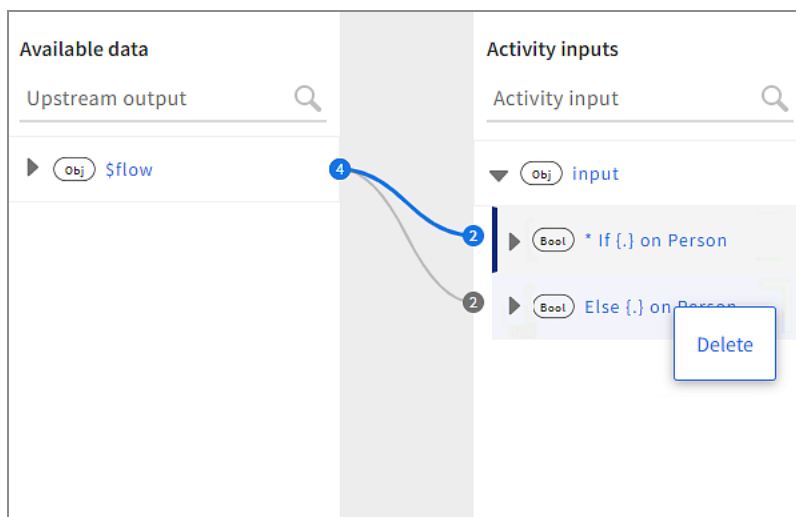 Available data
Upstream output
Obj $flow
4
Activity inputs
Activity input
Obj input
2 Bool * If {.} on Person
2 Bool Else {.} on Person
Delete